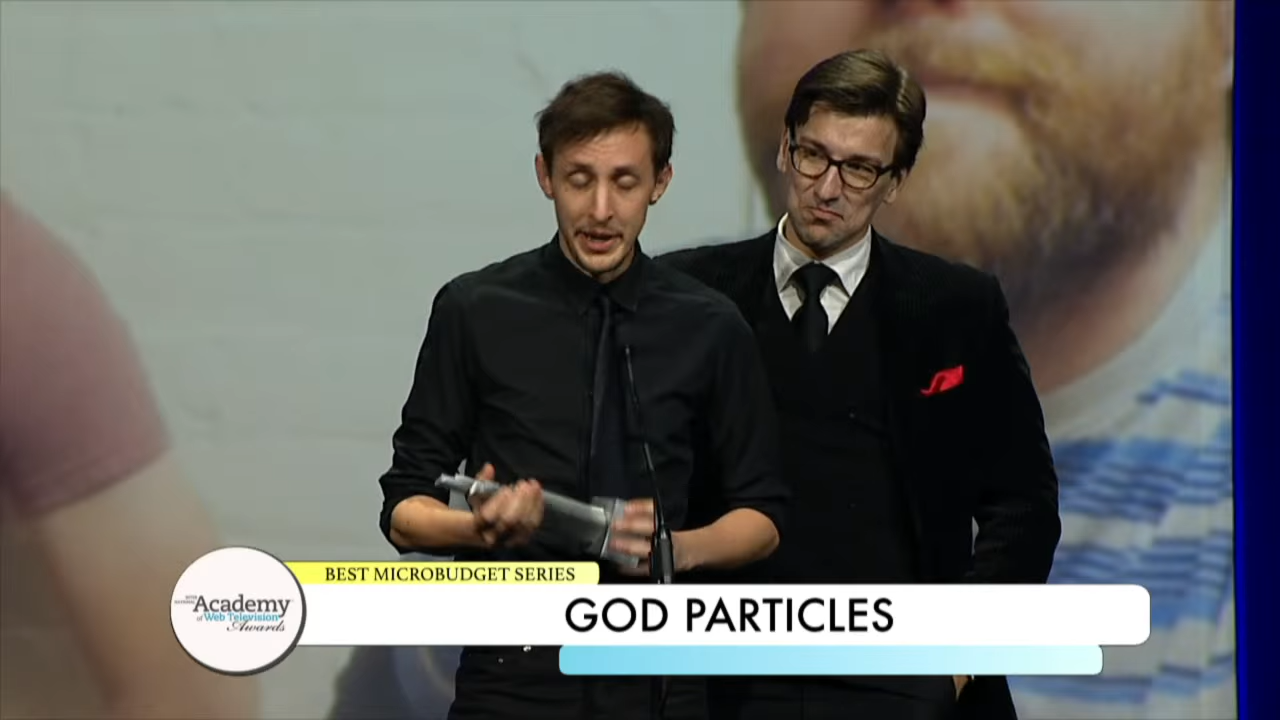 BEST MICROBUDGET SERIES
GOD PARTICLES
Academy
of Web Television
Awards